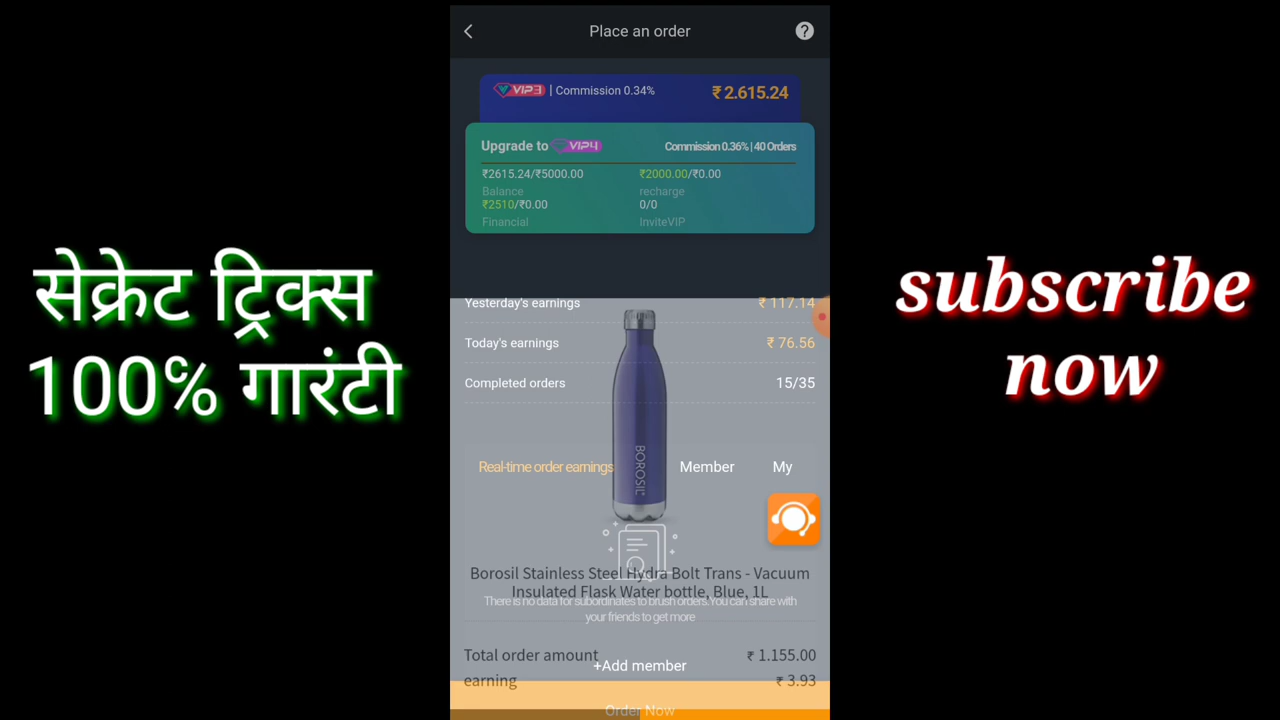 Place an order
VIP3 | Commission 0.34%
₹ 2.615.24
Upgrade to VIP4
Commission 0.36% | 40 Orders
₹2615.24/₹5000.00
₹2000.00/₹0.00
Balance
recharge
₹2510/₹0.00
0/0
Financial
InviteVIP
सेक्रेट ट्रिक्स
100% गारंटी
subscribe
now
Yesterday's earnings
₹ 117.14
Today's earnings
₹ 76.56
Completed orders
15/35
BOROSIL
Real-time order earnings
Member
My
Borosil Stainless Steel Hydra Bolt Trans - Vacuum
Insulated Flask Water bottle, Blue, 1L
There is no data for subordinates to brush orders.You can share with
your friends to get more
Total order amount
₹ 1.155.00
+Add member
earning
₹ 3.93
Order Now